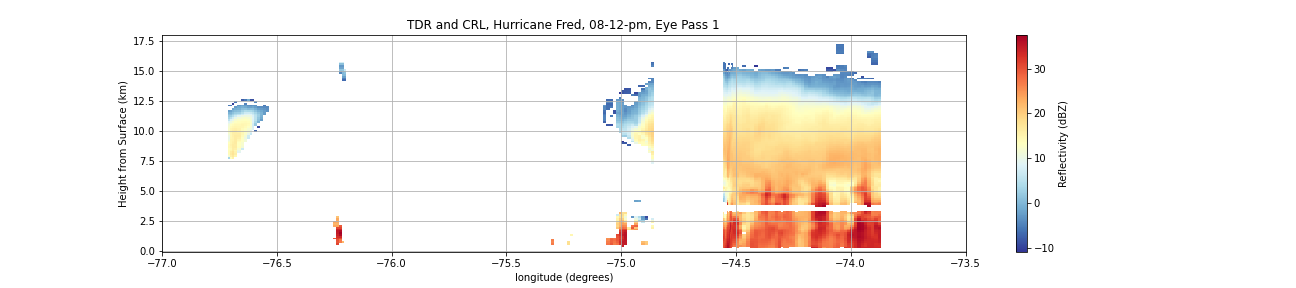 TDR and CRL, Hurricane Fred, 08-12-pm, Eye Pass 1
17.5
15.0
12.5
10.0
7.5
5.0
2.5
0.0
Height from Surface (km)
−77.0 −76.5 −76.0 −75.5 −75.0 −74.5 −74.0 −73.5
longitude (degrees)
30
20
10
0
−10
Reflectivity (dBZ)